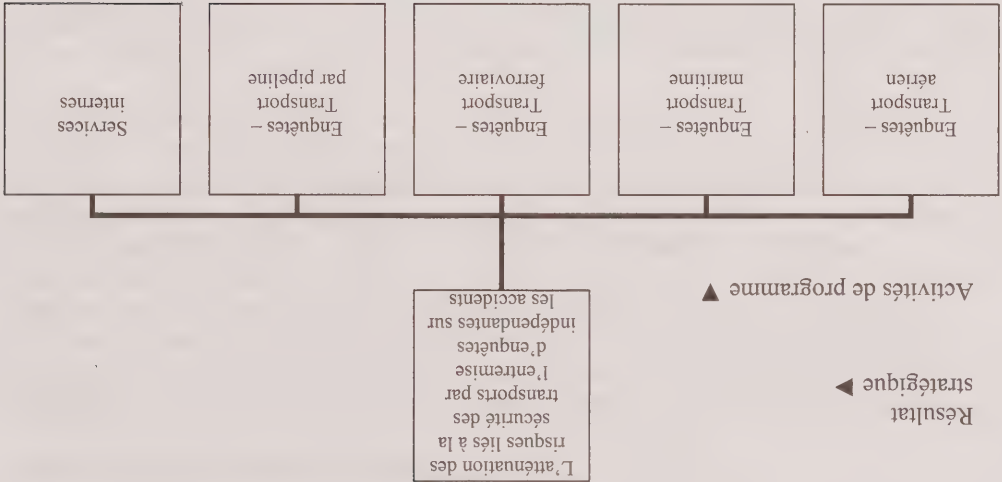 Résultat
stratégique
L'atténuation des
risques liés à la
sécurité des
transports par
l'entremise
d'enquêtes
indépendantes sur
les accidents
Activités de programme
Enquêtes –
Transport
aérien
Enquêtes –
Transport
maritime
Enquêtes –
Transport
ferroviaire
Enquêtes –
Transport
par pipeline
Services
internes